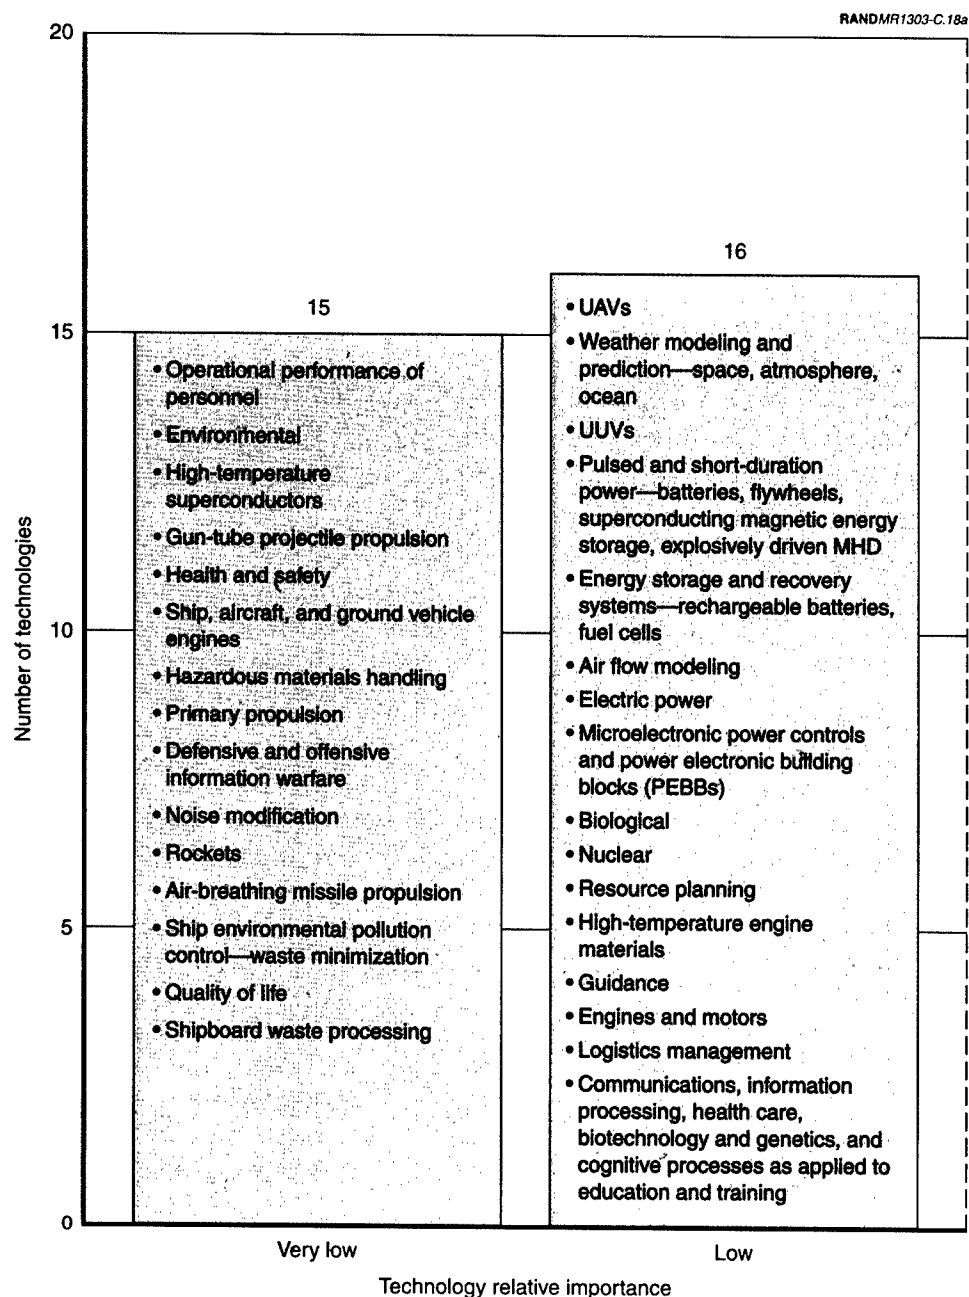 RANDMR1303-C.18a
20
16
15
• UAVs
• Weather modeling and
prediction—space, atmosphere,
ocean
• UUVs
• Pulsed and short-duration
power—batteries, flywheels,
superconducting magnetic energy
storage, explosively driven MHD
• Energy storage and recovery
systems—rechargeable batteries,
fuel cells
• Air flow modeling
• Electric power
• Microelectronic power controls
and power electronic building
blocks (PEBBs)
• Biological
• Nuclear
• Resource planning
• High-temperature engine
materials
• Guidance
• Engines and motors
• Logistics management
• Communications, information
processing, health care,
biotechnology and genetics, and
cognitive processes as applied to
education and training
15
• Operational performance of
personnel
• Environmental
• High-temperature
superconductors
• Gun-tube projectile propulsion
• Health and safety
• Ship, aircraft, and ground vehicle
engines
• Hazardous materials handling
• Primary propulsion
• Defensive and offensive
information warfare
• Noise modification
• Rockets
• Air-breathing missile propulsion
• Ship environmental pollution
control—waste minimization
• Quality of life
• Shipboard waste processing
Number of technologies
10
5
0
Very low
Low
Technology relative importance